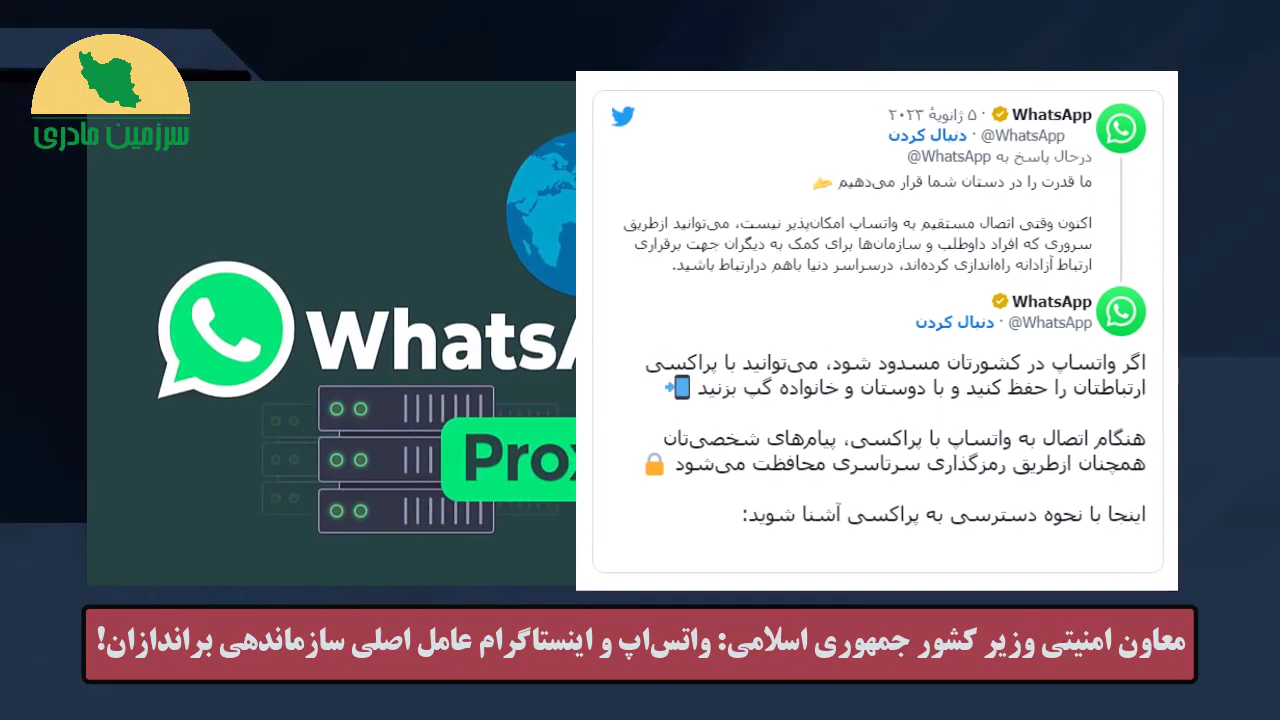 سرزمین مادری
WhatsApp · ۵ ژانویهٔ ۲۰۲۳
@WhatsApp · دنبال کردن
درحال پاسخ به @WhatsApp
ما قدرت را در دستان شما قرار می‌دهیم 🫴
اکنون وقتی اتصال مستقیم به واتساپ امکان‌پذیر نیست، می‌توانید ازطریق
سروری که افراد داوطلب و سازمان‌ها برای کمک به دیگران جهت برقراری
ارتباط آزادانه راه‌اندازی کرده‌اند، درسراسر دنیا باهم درارتباط باشید.
WhatsApp
@WhatsApp · دنبال کردن
اگر واتساپ در کشورتان مسدود شود، می‌توانید با پراکسی
ارتباطتان را حفظ کنید و با دوستان و خانواده گپ بزنید 📲
هنگام اتصال به واتساپ با پراکسی، پیام‌های شخصی‌تان
همچنان ازطریق رمزگذاری سرتاسری محافظت می‌شود 🔒
اینجا با نحوه دسترسی به پراکسی آشنا شوید:
WhatsA
Prox
معاون امنیتی وزیر کشور جمهوری اسلامی: واتس‌اپ و اینستاگرام عامل اصلی سازماندهی براندازان!